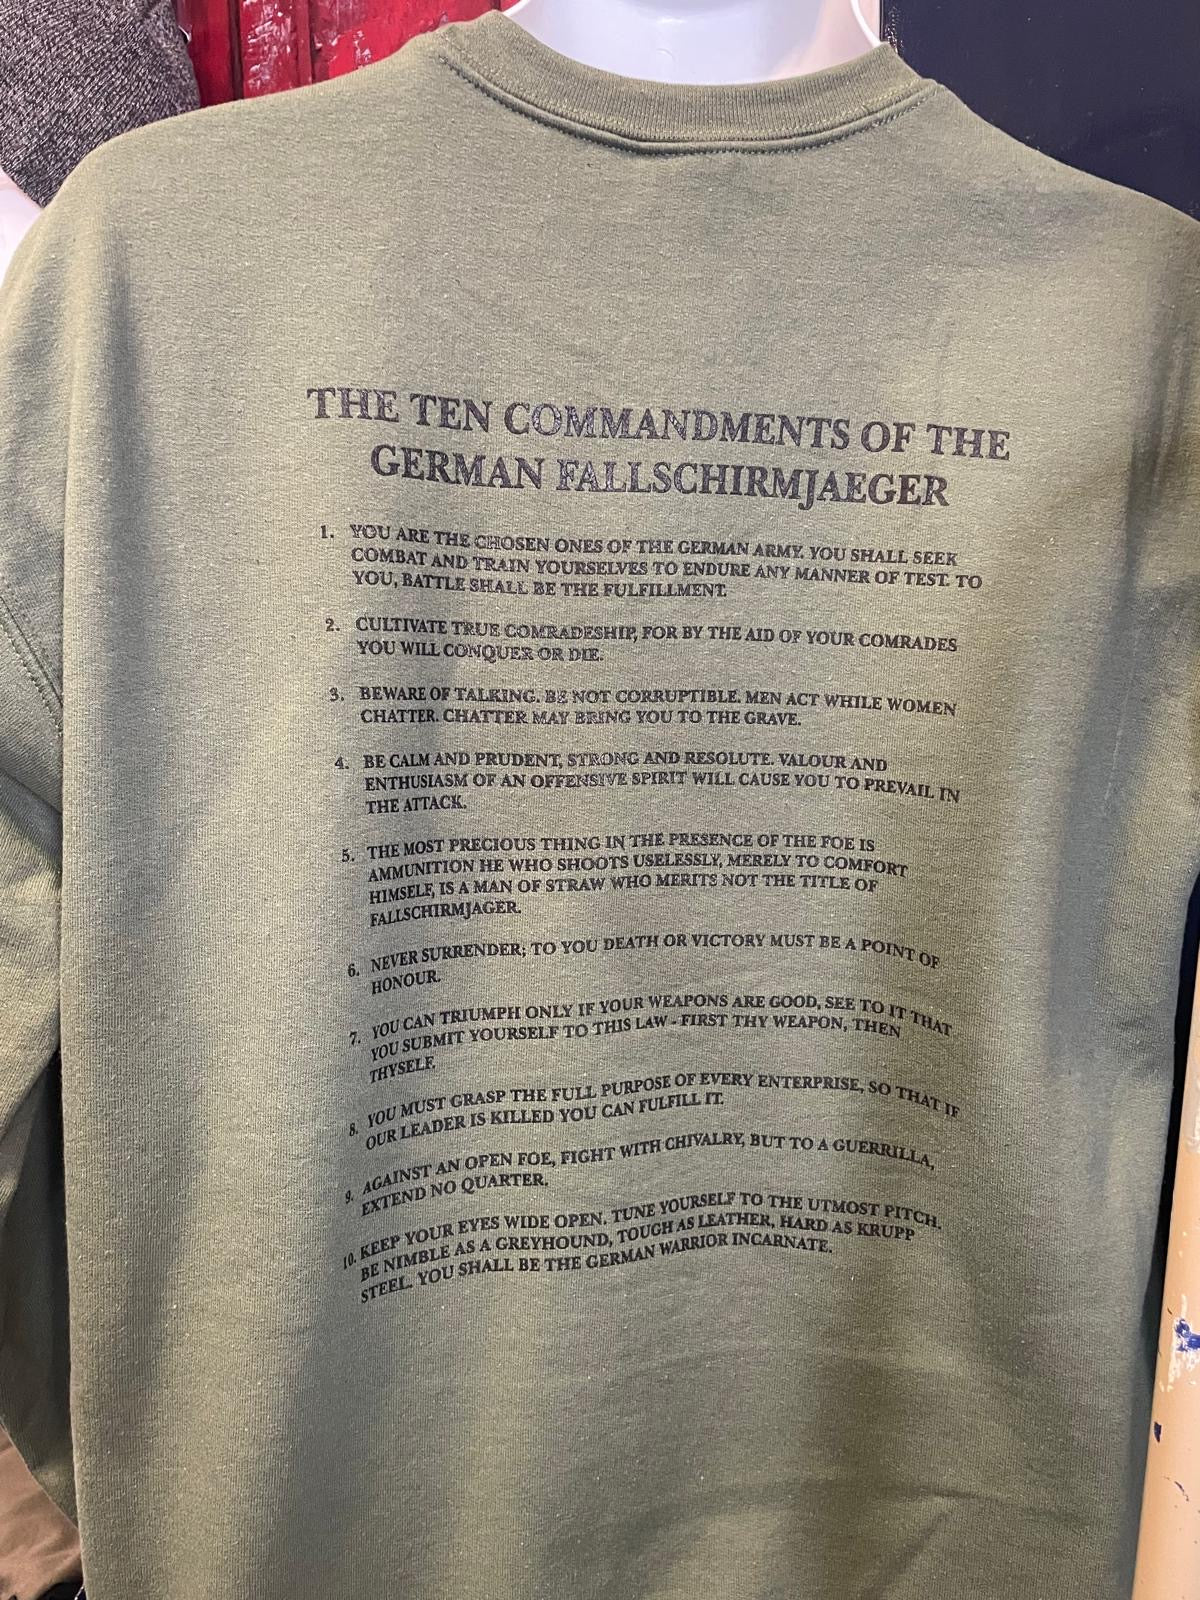 THE TEN COMMANDMENTS OF THE
GERMAN FALLSCHIRMJAEGER
1. YOU ARE THE CHOSEN ONES OF THE GERMAN ARMY. YOU SHALL SEEK
COMBAT AND TRAIN YOURSELVES TO ENDURE ANY MANNER OF TEST. TO
YOU, BATTLE SHALL BE THE FULFILLMENT.
2. CULTIVATE TRUE COMRADESHIP, FOR BY THE AID OF YOUR COMRADES
YOU WILL CONQUER OR DIE.
3. BEWARE OF TALKING. BE NOT CORRUPTIBLE. MEN ACT WHILE WOMEN
CHATTER. CHATTER MAY BRING YOU TO THE GRAVE.
4. BE CALM AND PRUDENT, STRONG AND RESOLUTE. VALOUR AND
ENTHUSIASM OF AN OFFENSIVE SPIRIT WILL CAUSE YOU TO PREVAIL IN
THE ATTACK.
5. THE MOST PRECIOUS THING IN THE PRESENCE OF THE FOE IS
AMMUNITION HE WHO SHOOTS USELESSLY, MERELY TO COMFORT
HIMSELF, IS A MAN OF STRAW WHO MERITS NOT THE TITLE OF
FALLSCHIRMJAGER.
6. NEVER SURRENDER; TO YOU DEATH OR VICTORY MUST BE A POINT OF
HONOUR.
7. YOU CAN TRIUMPH ONLY IF YOUR WEAPONS ARE GOOD, SEE TO IT THAT
YOU SUBMIT YOURSELF TO THIS LAW - FIRST THY WEAPON, THEN
THYSELF.
8. YOU MUST GRASP THE FULL PURPOSE OF EVERY ENTERPRISE, SO THAT IF
OUR LEADER IS KILLED YOU CAN FULFILL IT.
9. AGAINST AN OPEN FOE, FIGHT WITH CHIVALRY, BUT TO A GUERRILLA,
EXTEND NO QUARTER.
10. KEEP YOUR EYES WIDE OPEN. TUNE YOURSELF TO THE UTMOST PITCH.
BE NIMBLE AS A GREYHOUND, TOUGH AS LEATHER, HARD AS KRUPP
STEEL. YOU SHALL BE THE GERMAN WARRIOR INCARNATE.